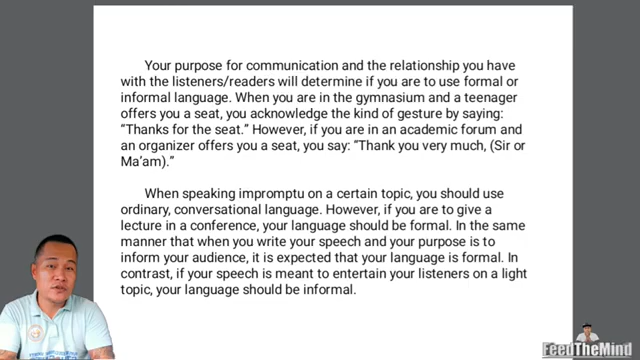 Your purpose for communication and the relationship you have
with the listeners/readers will determine if you are to use formal or
informal language. When you are in the gymnasium and a teenager
offers you a seat, you acknowledge the kind of gesture by saying:
“Thanks for the seat.” However, if you are in an academic forum and
an organizer offers you a seat, you say: “Thank you very much, (Sir or
Ma’am).”
When speaking impromptu on a certain topic, you should use
ordinary, conversational language. However, if you are to give a
lecture in a conference, your language should be formal. In the same
manner that when you write your speech and your purpose is to
inform your audience, it is expected that your language is formal. In
contrast, if your speech is meant to entertain your listeners on a light
topic, your language should be informal.
FeedTheMind